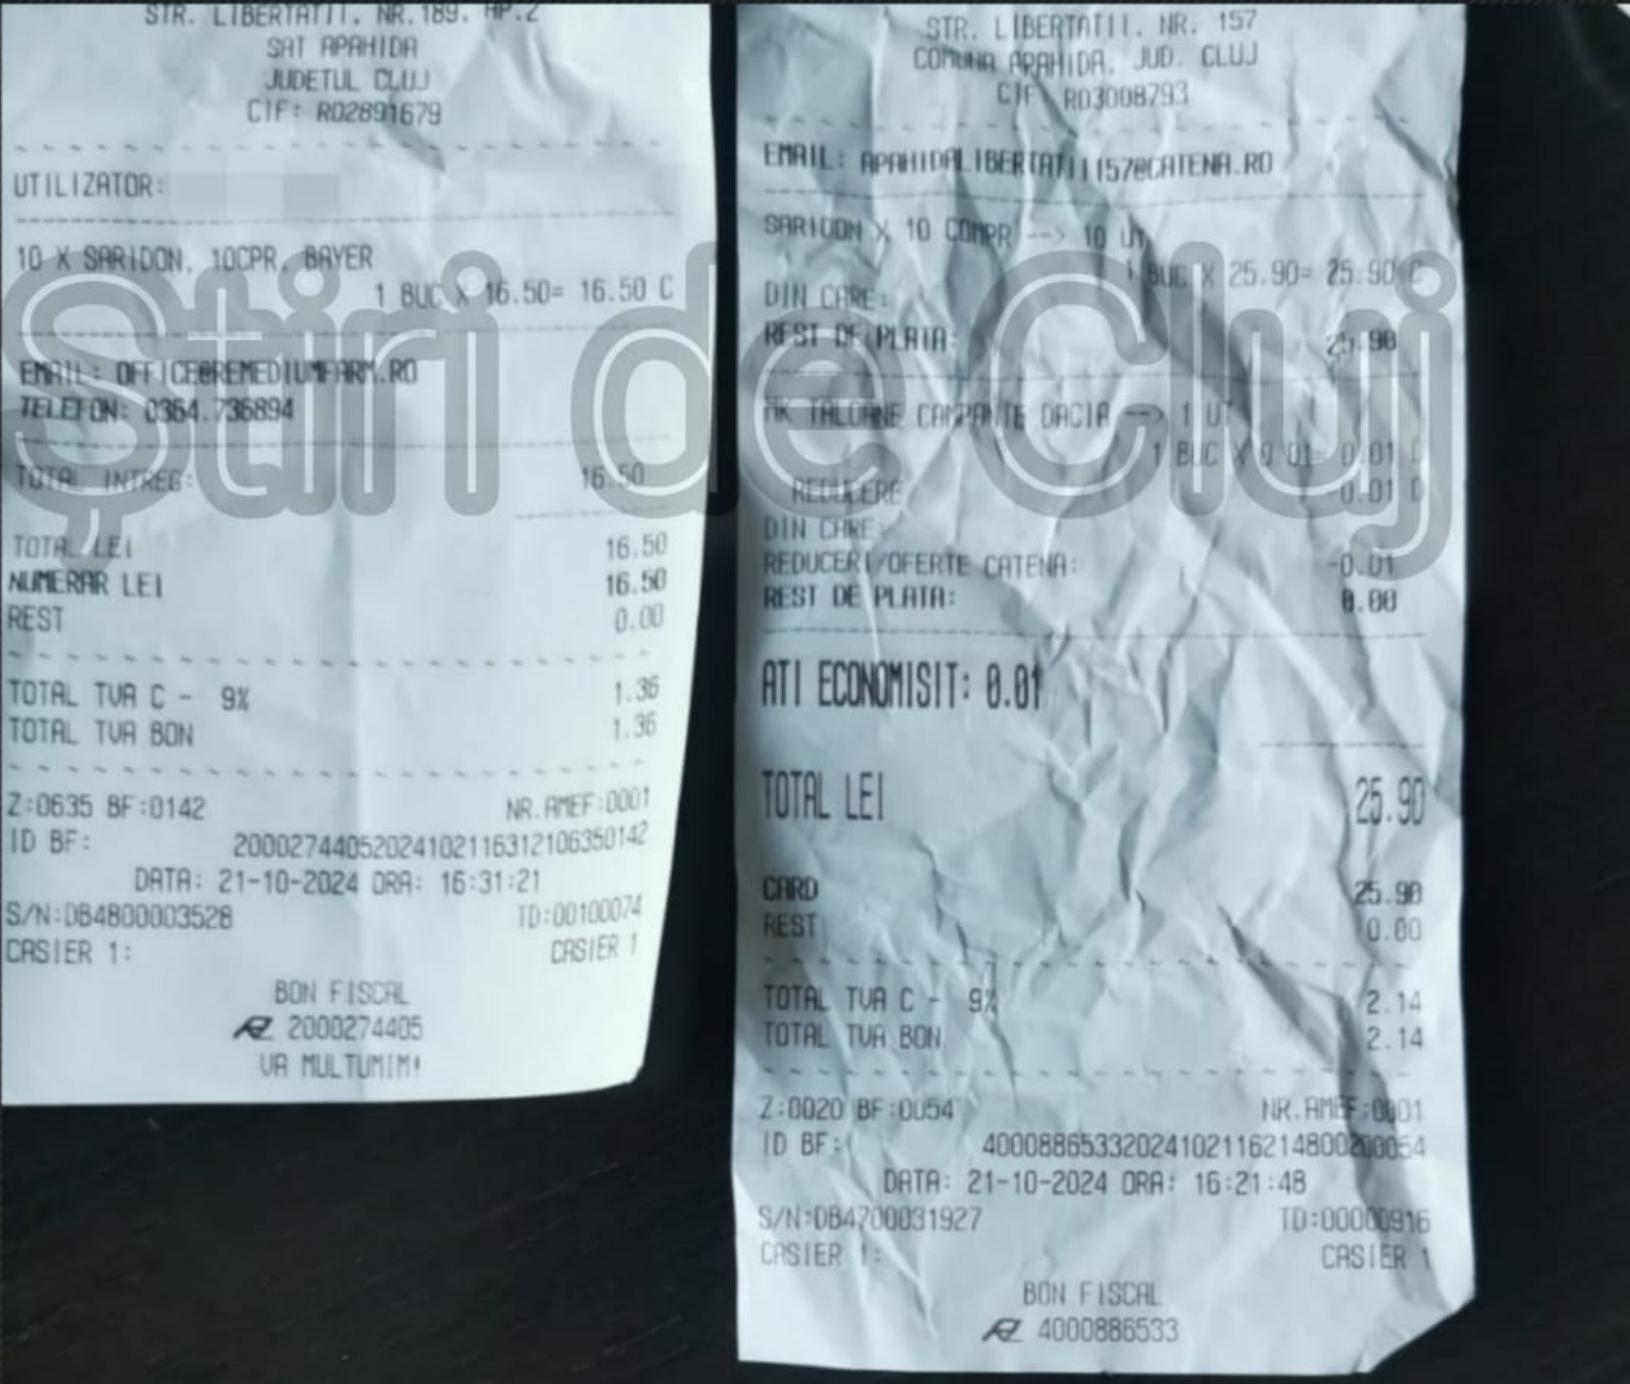 STR. LIBERTATII, NR.189, AP.2
SAT APAHIDA
JUDETUL CLUJ
CIF: RO2891679
UTILIZATOR:
10 X SARIDON, 10CPR, BAYER
1 BUC X 16.50= 16.50 C
EMAIL: OFFICE@REMEDIUMFARM.RO
TELEFON: 0364.736894
TOTAL INTREG: 16.50
TOTAL LEI 16.50
NUMERAR LEI 16.50
REST 0.00
TOTAL TVA C - 9% 1.36
TOTAL TVA BON 1.36
Z:0635 BF:0142 NR.AMEF:0001
ID BF: 20002744052024102116312106350142
DATA: 21-10-2024 ORA: 16:31:21
S/N:DB4800003528 TD:00100074
CASIER 1: CASIER 1
BON FISCAL
2000274405
VA MULTUMIM!
STR. LIBERTATII, NR. 157
COMUNA APAHIDA, JUD. CLUJ
CIF RO3008793
EMAIL: APAHIDALIBERTATII157@CATENA.RO
SARIDON X 10 COMPR --> 10 UT
1 BUC X 25.90= 25.90 C
DIN CARE:
REST DE PLATA: 25.90
MK TALOANE CAMPANTE DACIA --> 1 UT
1 BUC X 0.01= 0.01 D
REDUCERE -0.01 D
DIN CARE:
REDUCERI/OFERTE CATENA: -0.01
REST DE PLATA: 0.00
ATI ECONOMISIT: 0.01
TOTAL LEI 25.90
CARD 25.90
REST 0.00
TOTAL TVA C - 9% 2.14
TOTAL TVA BON 2.14
Z:0020 BF:0054 NR.AMEF:0001
ID BF: 40008865332024102116214800200054
DATA: 21-10-2024 ORA: 16:21:48
S/N:DB4700031927 TD:00000916
CASIER 1: CASIER 1
BON FISCAL
4000886533
Știri de Cluj